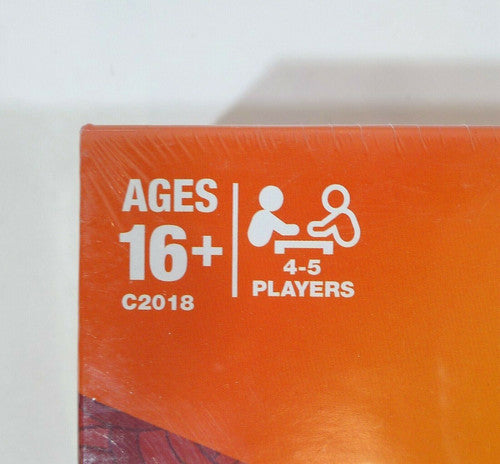 AGES
16+
C2018
4-5
PLAYERS